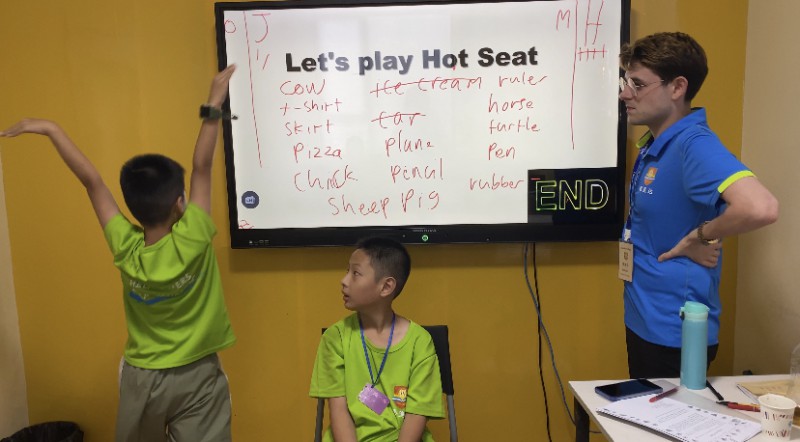 J
M H
Let's play Hot Seat
cow ice cream ruler
t-shirt car horse
skirt plane turtle
pizza pencil pen
chick rubber
sheep pig
END